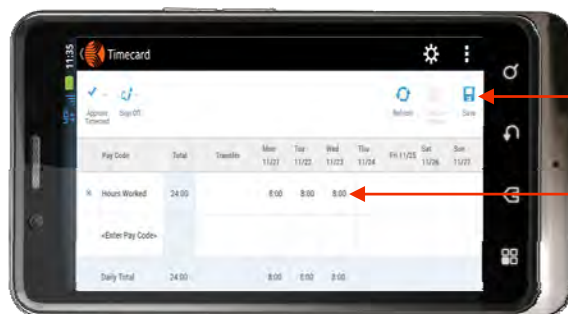 11:35
Timecard
Approve Timecard
Sign Off
Refresh
Save
Pay Code Total Transfer Mon 11/21 Tue 11/22 Wed 11/23 Thu 11/24 Fri 11/25 Sat 11/26 Sun 11/27
Hours Worked 24:00 8:00 8:00 8:00
<Enter Pay Code>
Daily Total 24:00 8:00 8:00 8:00